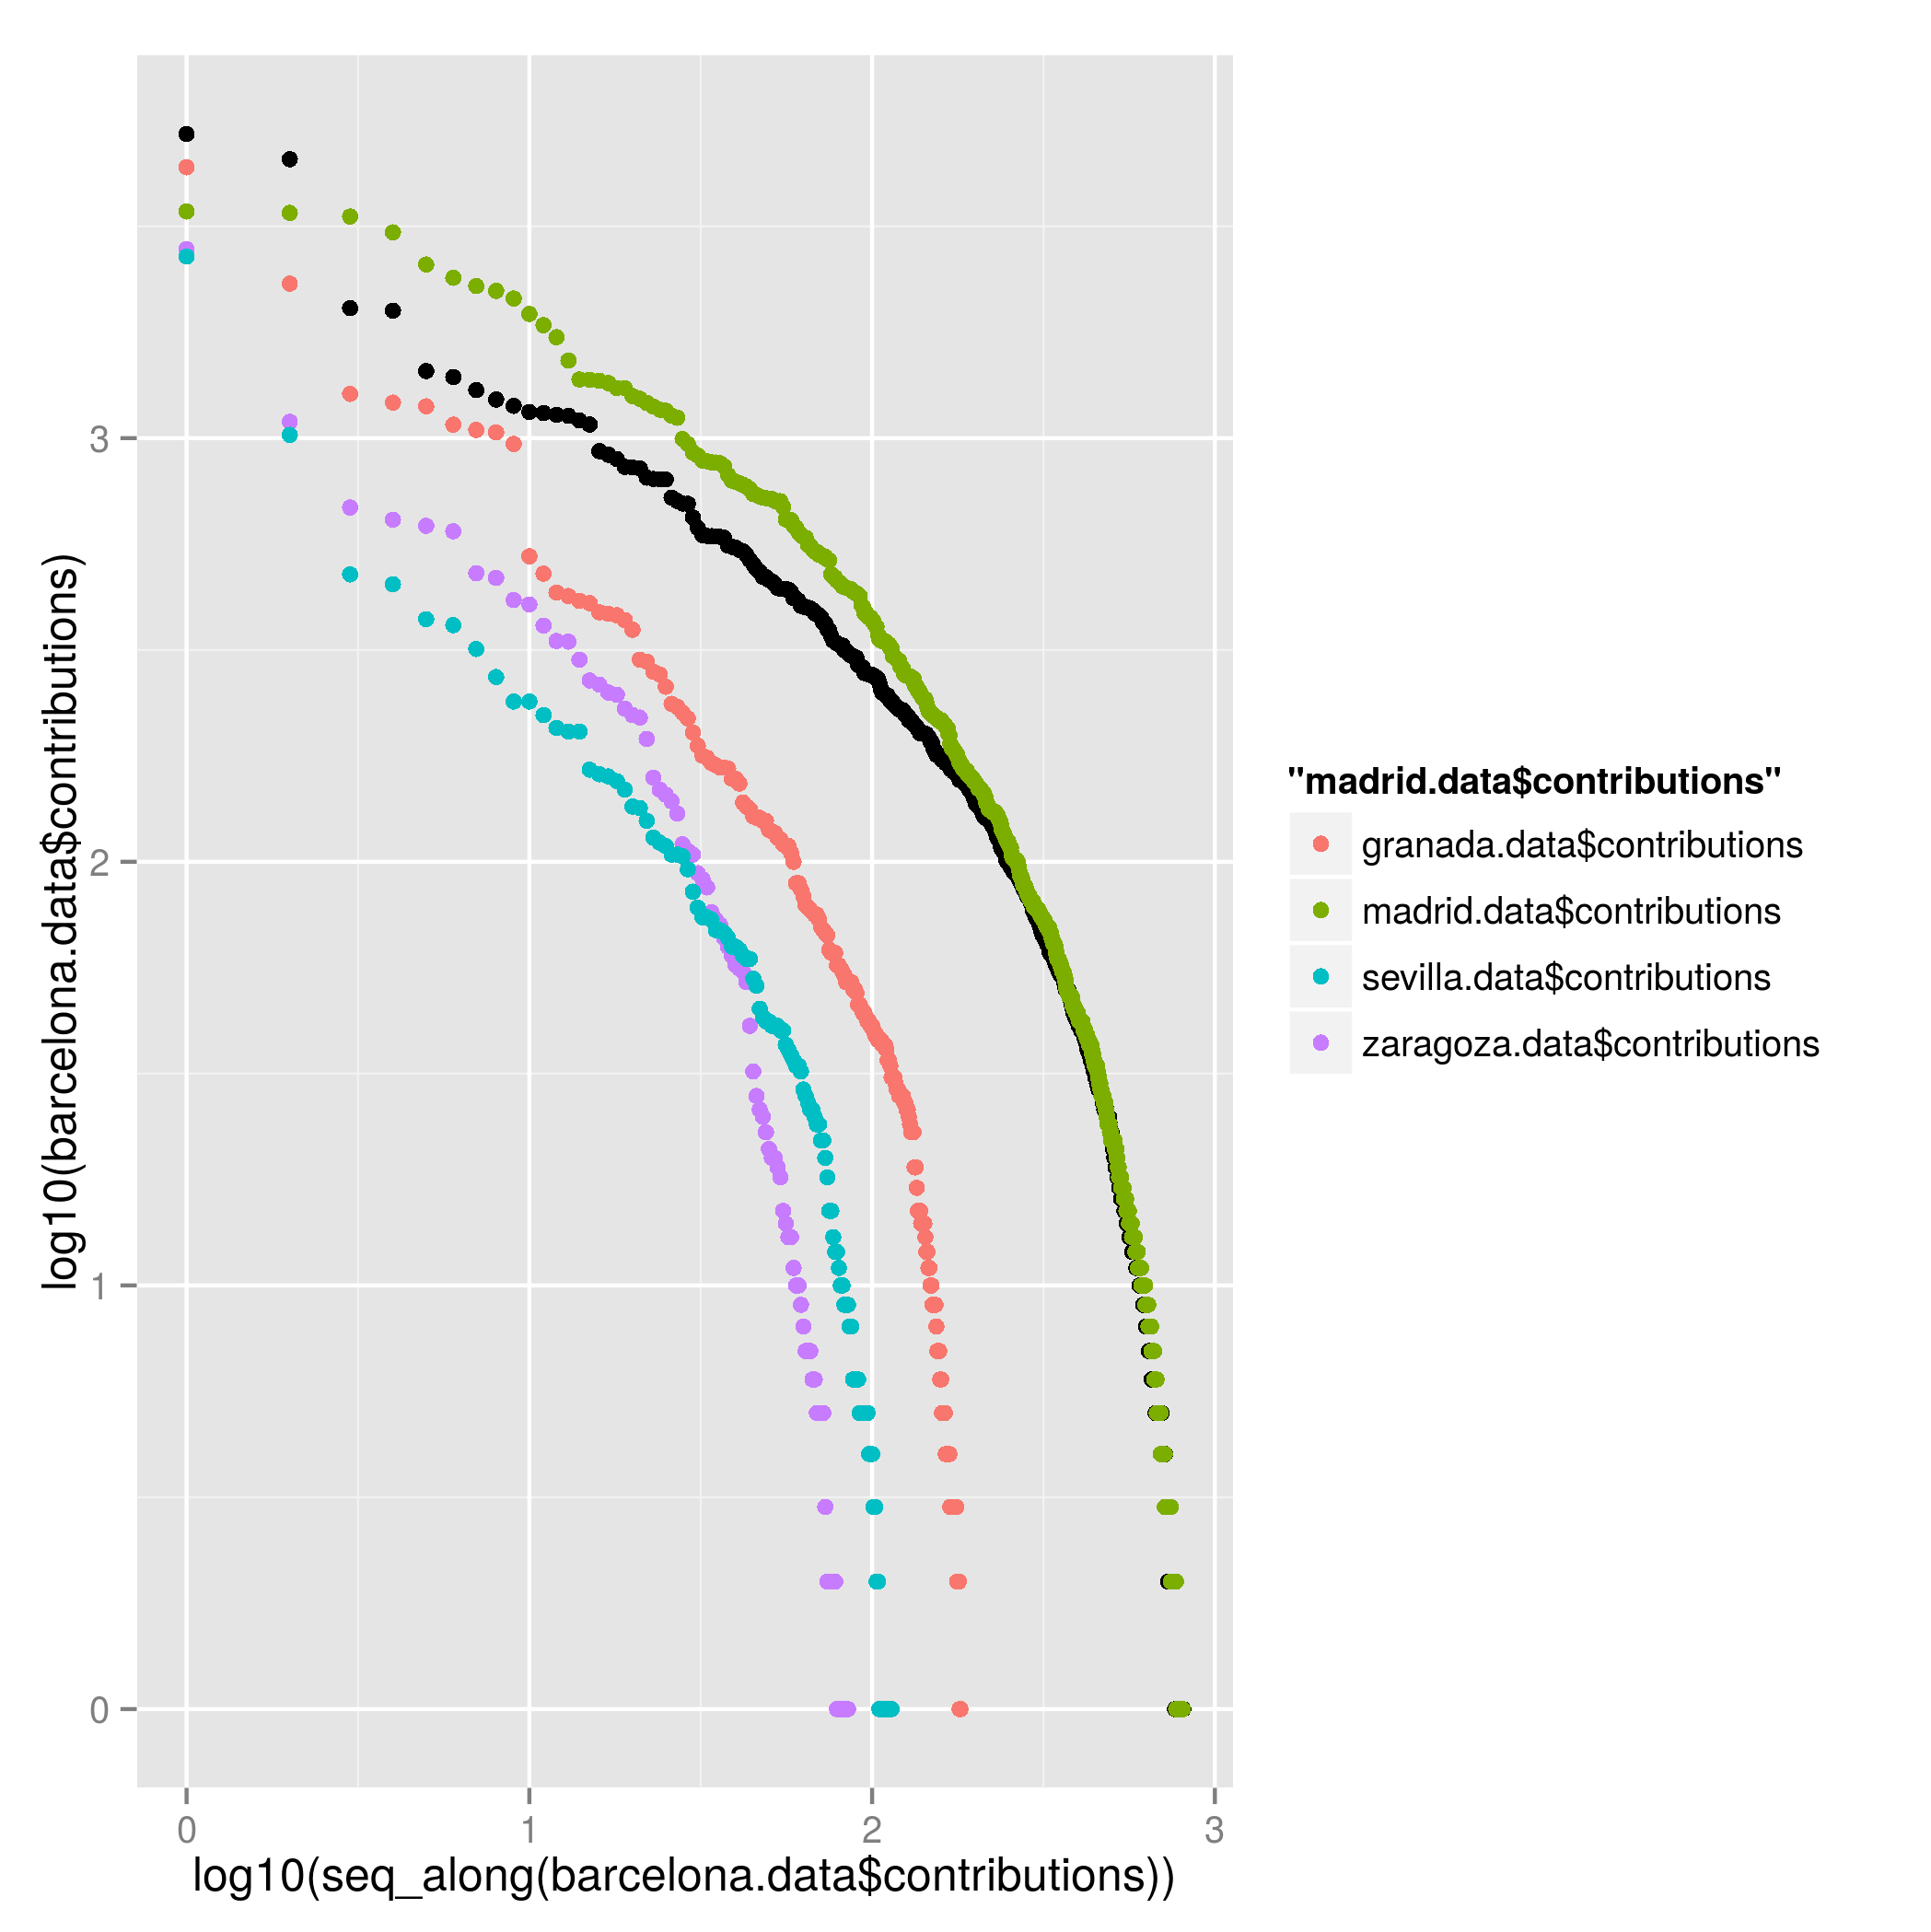 log10(barcelona.data$contributions)
3
2
1
0
0 1 2 3
log10(seq_along(barcelona.data$contributions))
"madrid.data$contributions"
granada.data$contributions
madrid.data$contributions
sevilla.data$contributions
zaragoza.data$contributions